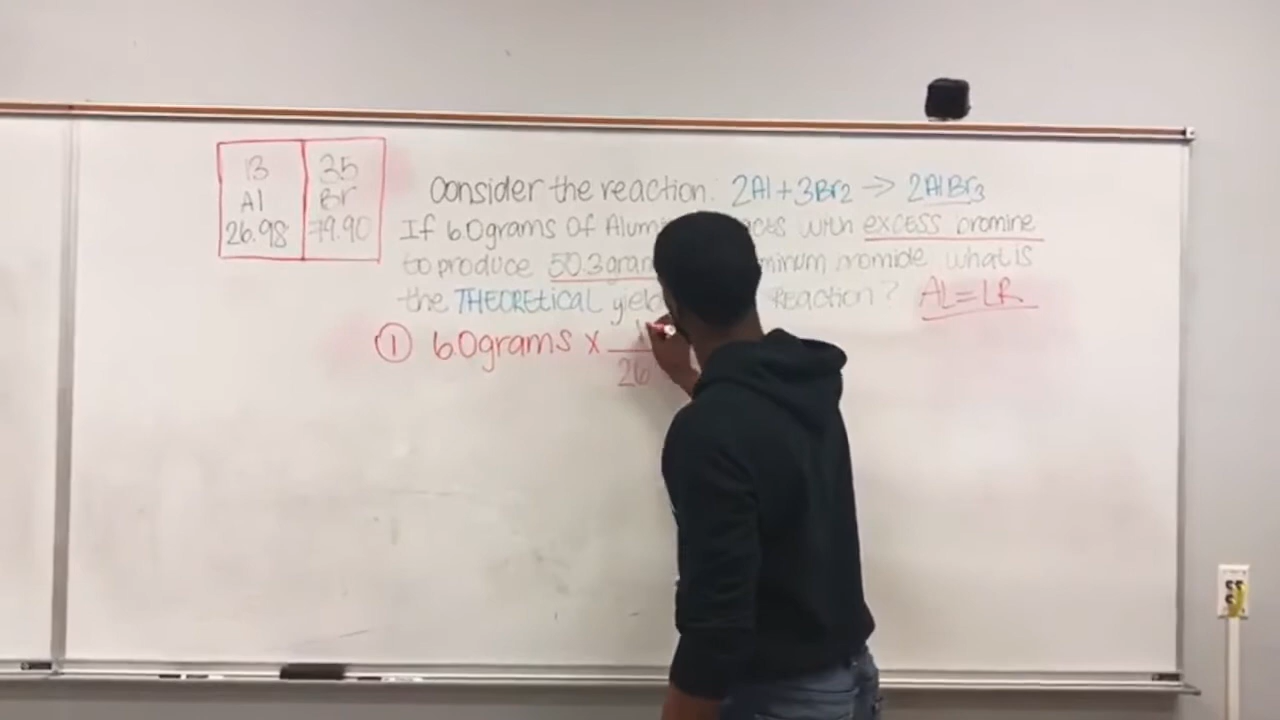 13
Al
26.98
35
Br
79.90
Consider the reaction: 2Al + 3Br2 → 2AlBr3
If 6.0grams of Alum acts with excess bromine
to produce 50.3gram minum bromide, what is
the THEORETICAL yield reaction? AL = LR
① 6.0grams x 1
26